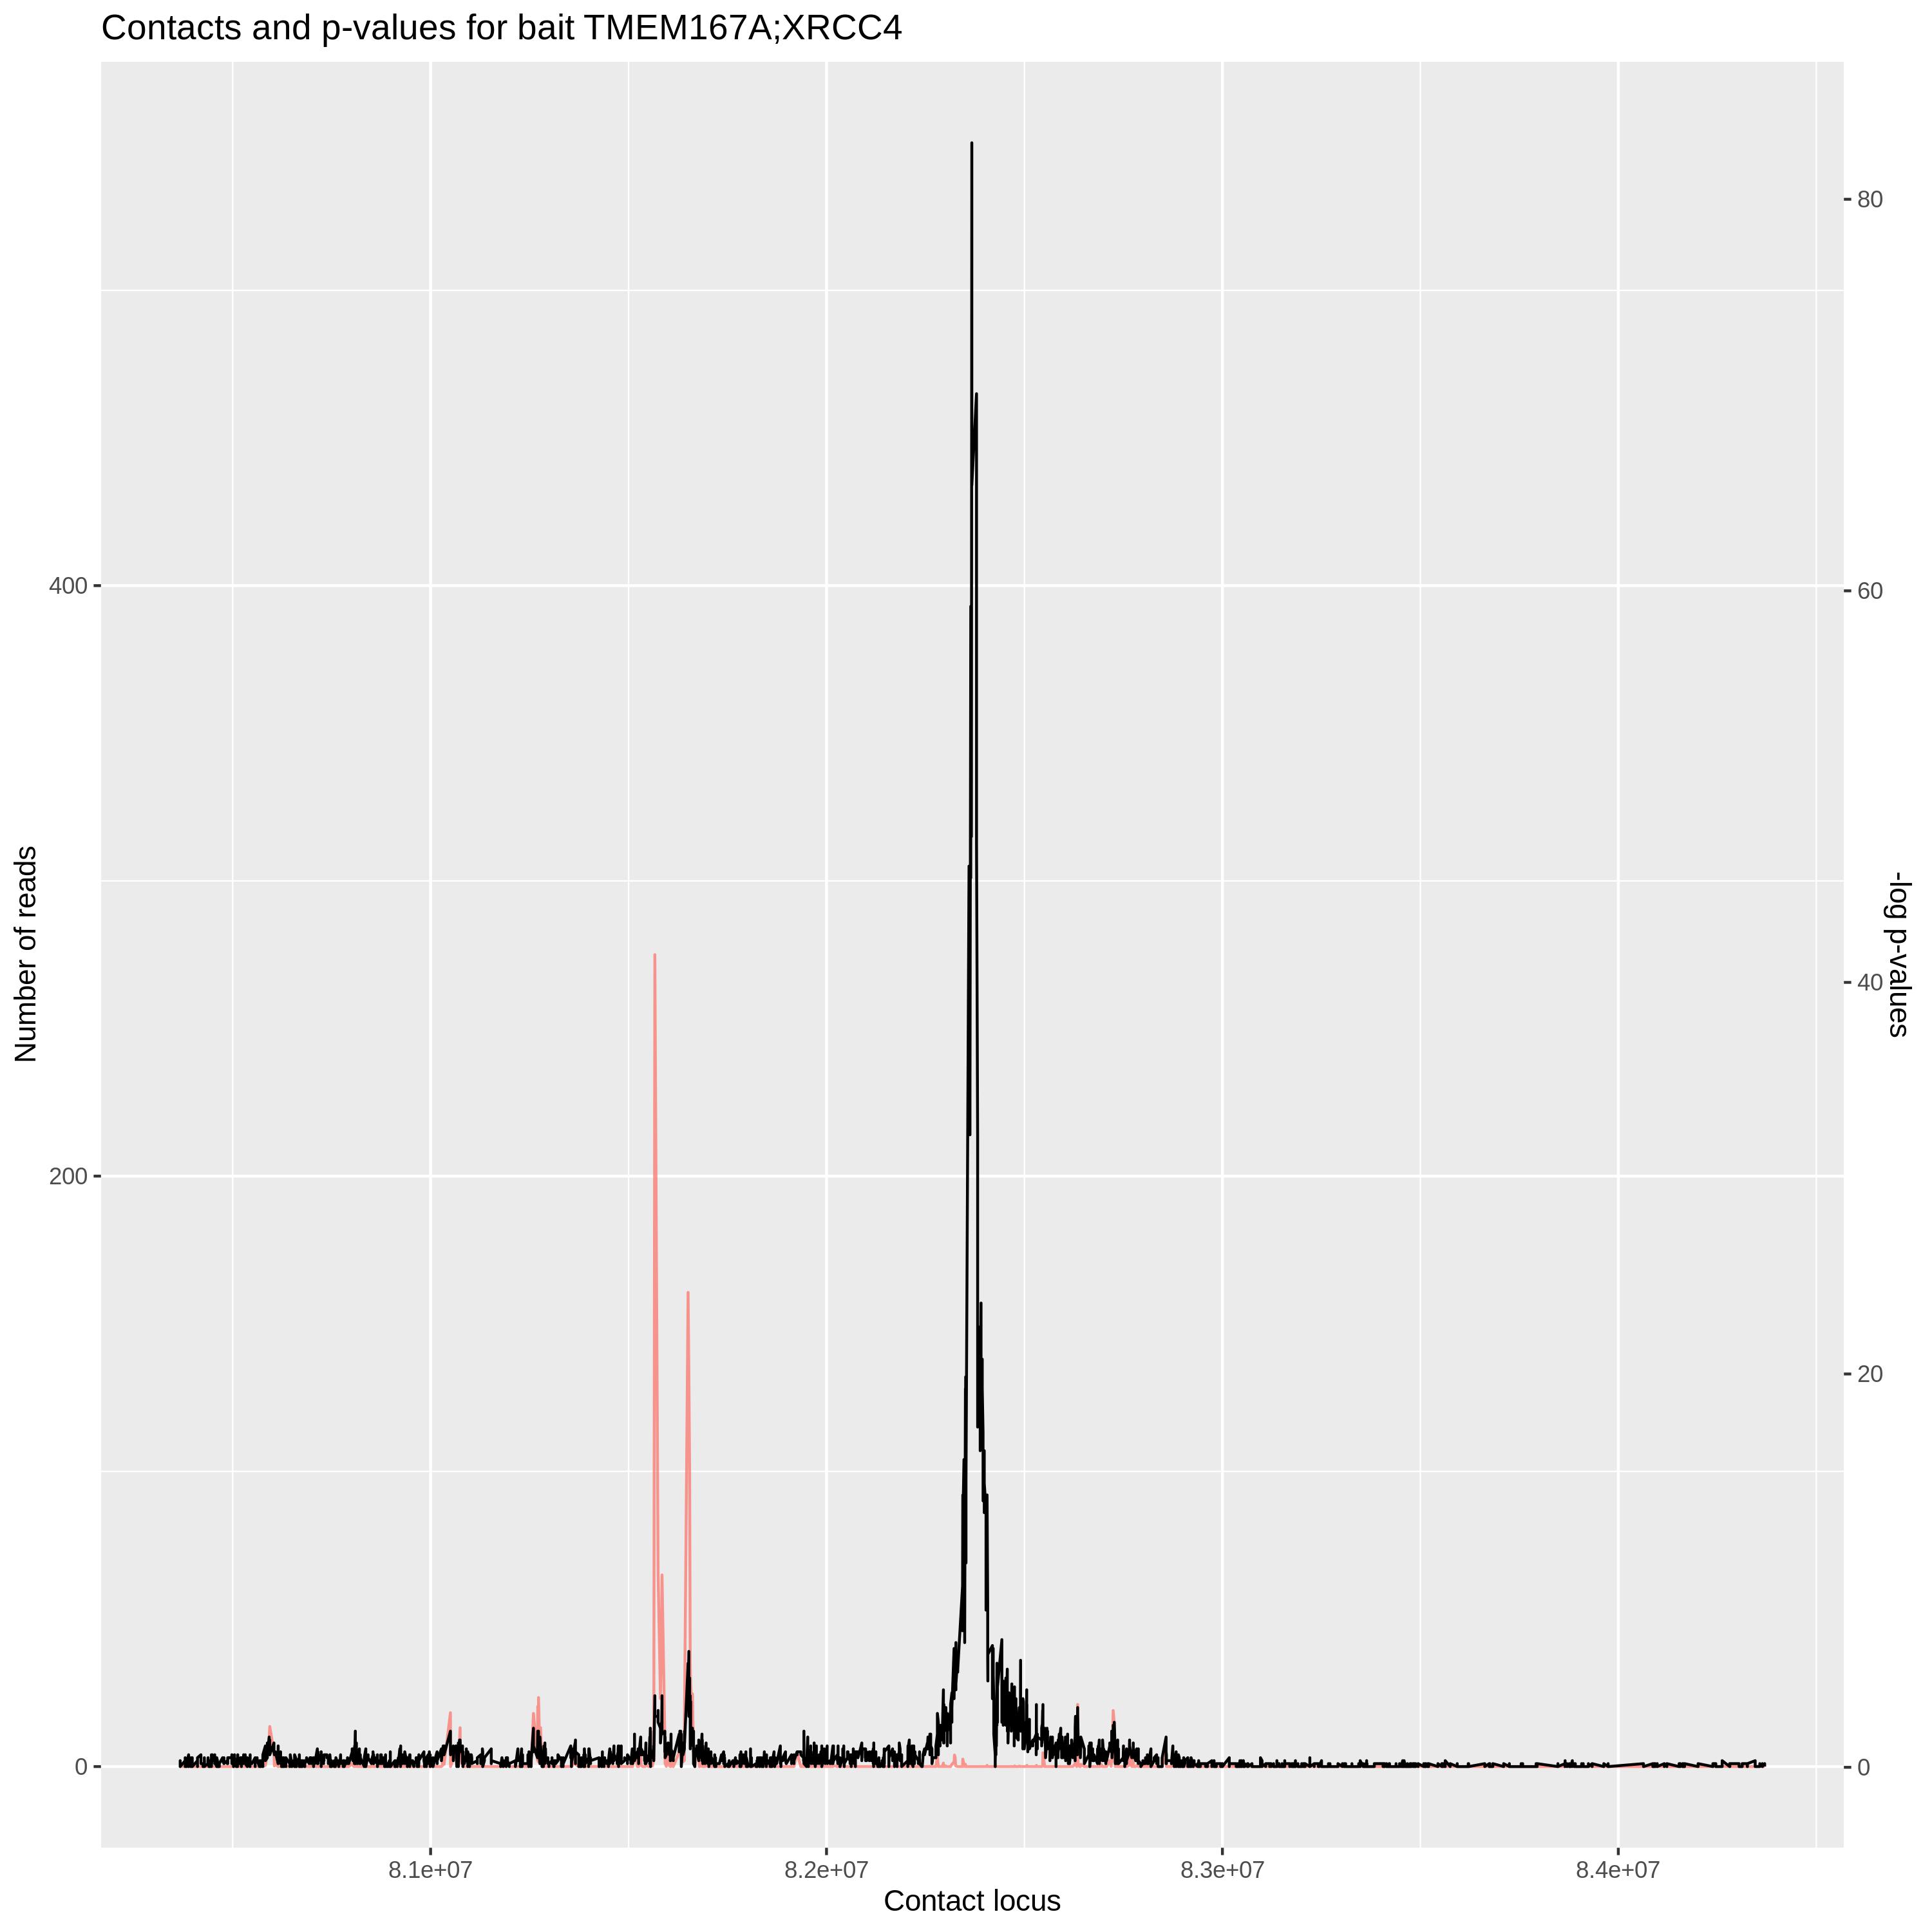 Contacts and p-values for bait TMEM167A;XRCC4
Number of reads
400
200
0
80
60
40
20
0
-log p-values
8.1e+07
8.2e+07
8.3e+07
8.4e+07
Contact locus